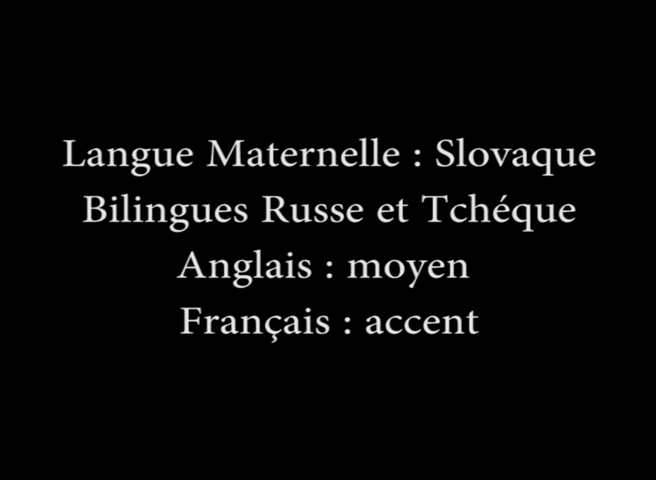 Langue Maternelle : Slovaque
Bilingues Russe et Tchéque
Anglais : moyen
Français : accent